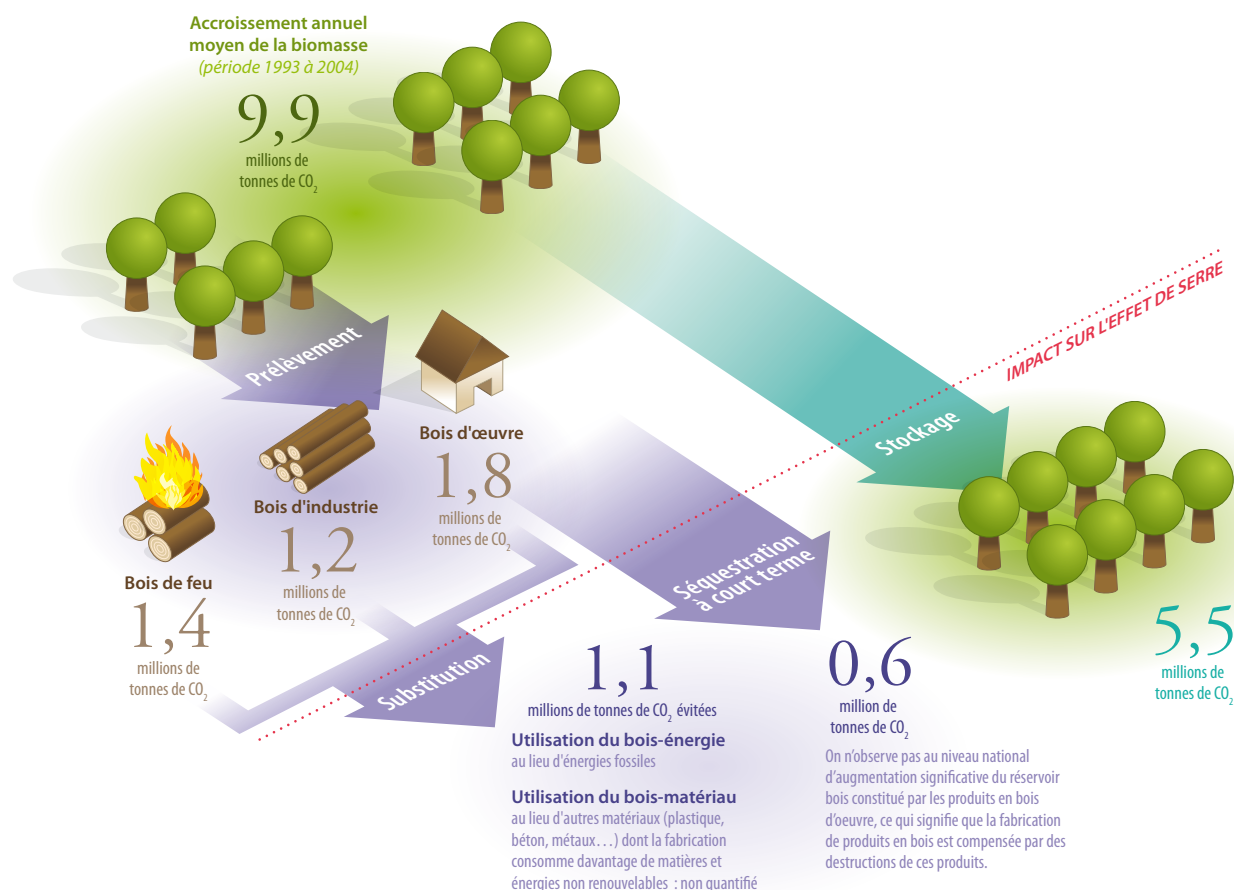 Accroissement annuel
moyen de la biomasse
(période 1993 à 2004)
9,9
millions de
tonnes de CO2
Prélèvement
Bois de feu
1,4
millions de
tonnes de CO2
Bois d'industrie
1,2
millions de
tonnes de CO2
Bois d'œuvre
1,8
millions de
tonnes de CO2
IMPACT SUR L'EFFET DE SERRE
Stockage
5,5
millions de
tonnes de CO2
Séquestration
à court terme
0,6
million de
tonnes de CO2
On n’observe pas au niveau national
d’augmentation significative du réservoir
bois constitué par les produits en bois
d’oeuvre, ce qui signifie que la fabrication
de produits en bois est compensée par des
destructions de ces produits.
Substitution
1,1
millions de tonnes de CO2 évitées
Utilisation du bois-énergie
au lieu d'énergies fossiles
Utilisation du bois-matériau
au lieu d'autres matériaux (plastique,
béton, métaux…) dont la fabrication
consomme davantage de matières et
énergies non renouvelables : non quantifié